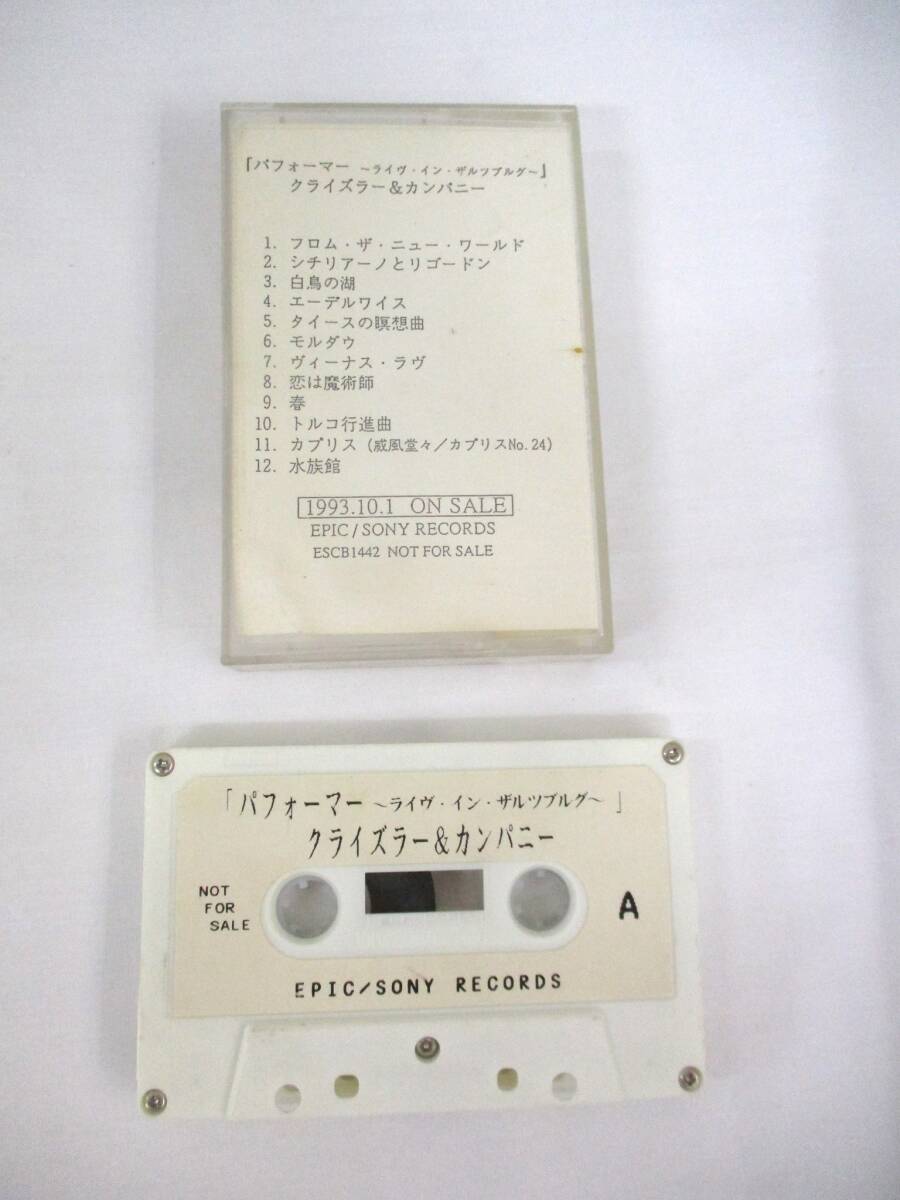 「パフォーマー ～ライヴ・イン・ザルツブルグ～」
クライズラー＆カンパニー
1. フロム・ザ・ニュー・ワールド
2. シチリアーノとリゴードン
3. 白鳥の湖
4. エーデルワイス
5. タイースの瞑想曲
6. モルダウ
7. ヴィーナス・ラヴ
8. 恋は魔術師
9. 春
10. トルコ行進曲
11. カプリス (威風堂々／カプリスNo.24)
12. 水族館
1993.10.1 ON SALE
EPIC/SONY RECORDS
ESCB1442 NOT FOR SALE
「パフォーマー ～ライヴ・イン・ザルツブルグ～ 」
クライズラー&カンパニー
NOT
FOR
SALE
A
EPIC/SONY RECORDS